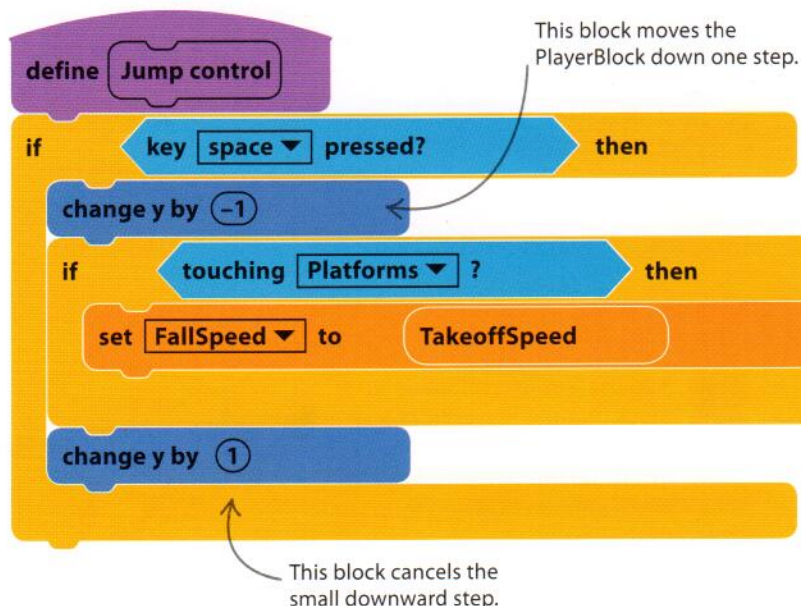 This block moves the
PlayerBlock down one step.
define Jump control
if key space pressed? then
change y by –1
if touching Platforms ? then
set FallSpeed to TakeoffSpeed
change y by 1
This block cancels the
small downward step.